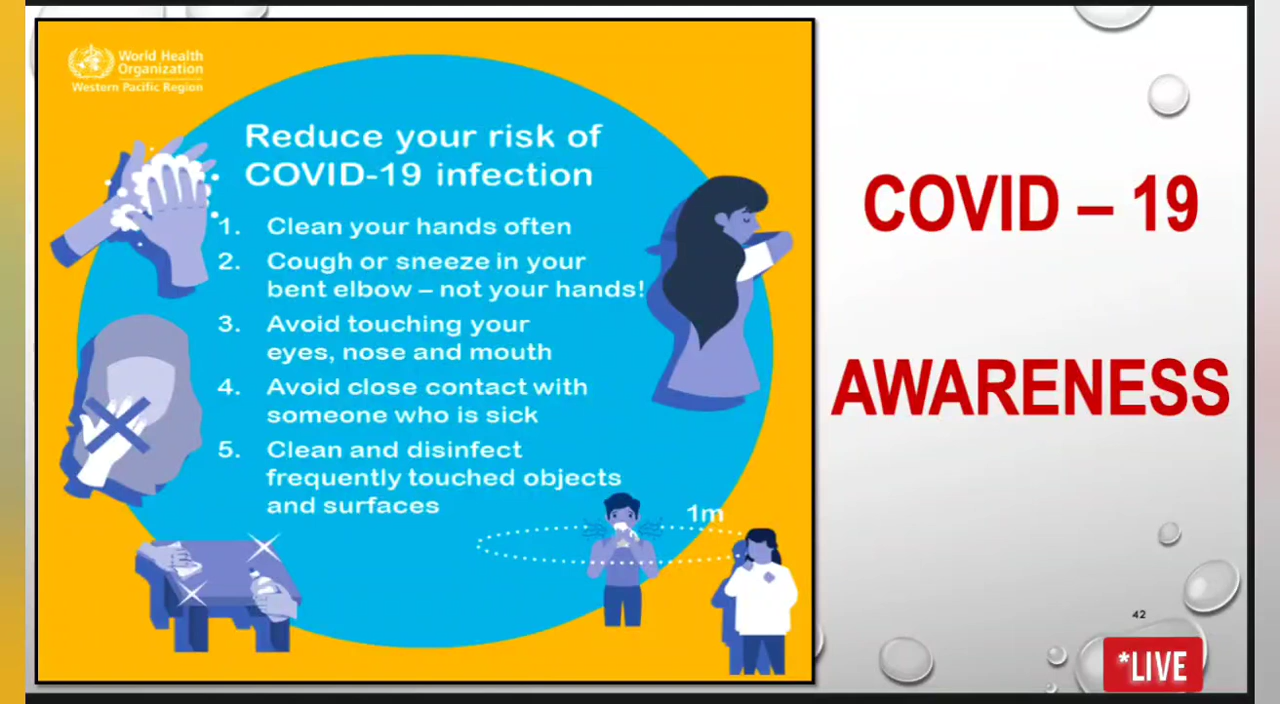 World Health
Organization
Western Pacific Region
Reduce your risk of
COVID-19 infection
1. Clean your hands often
2. Cough or sneeze in your
bent elbow – not your hands!
3. Avoid touching your
eyes, nose and mouth
4. Avoid close contact with
someone who is sick
5. Clean and disinfect
frequently touched objects
and surfaces
1m
COVID – 19
AWARENESS
42
*LIVE